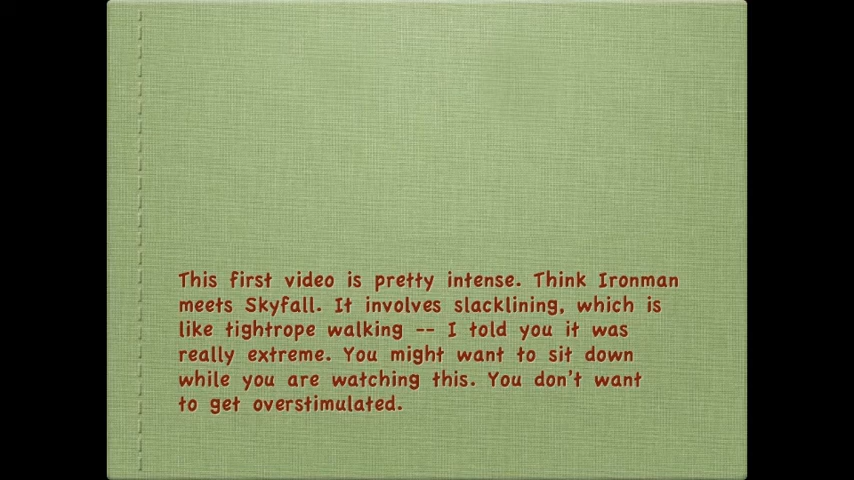 This first video is pretty intense. Think Ironman
meets Skyfall. It involves slacklining, which is
like tightrope walking -- I told you it was
really extreme. You might want to sit down
while you are watching this. You don't want
to get overstimulated.